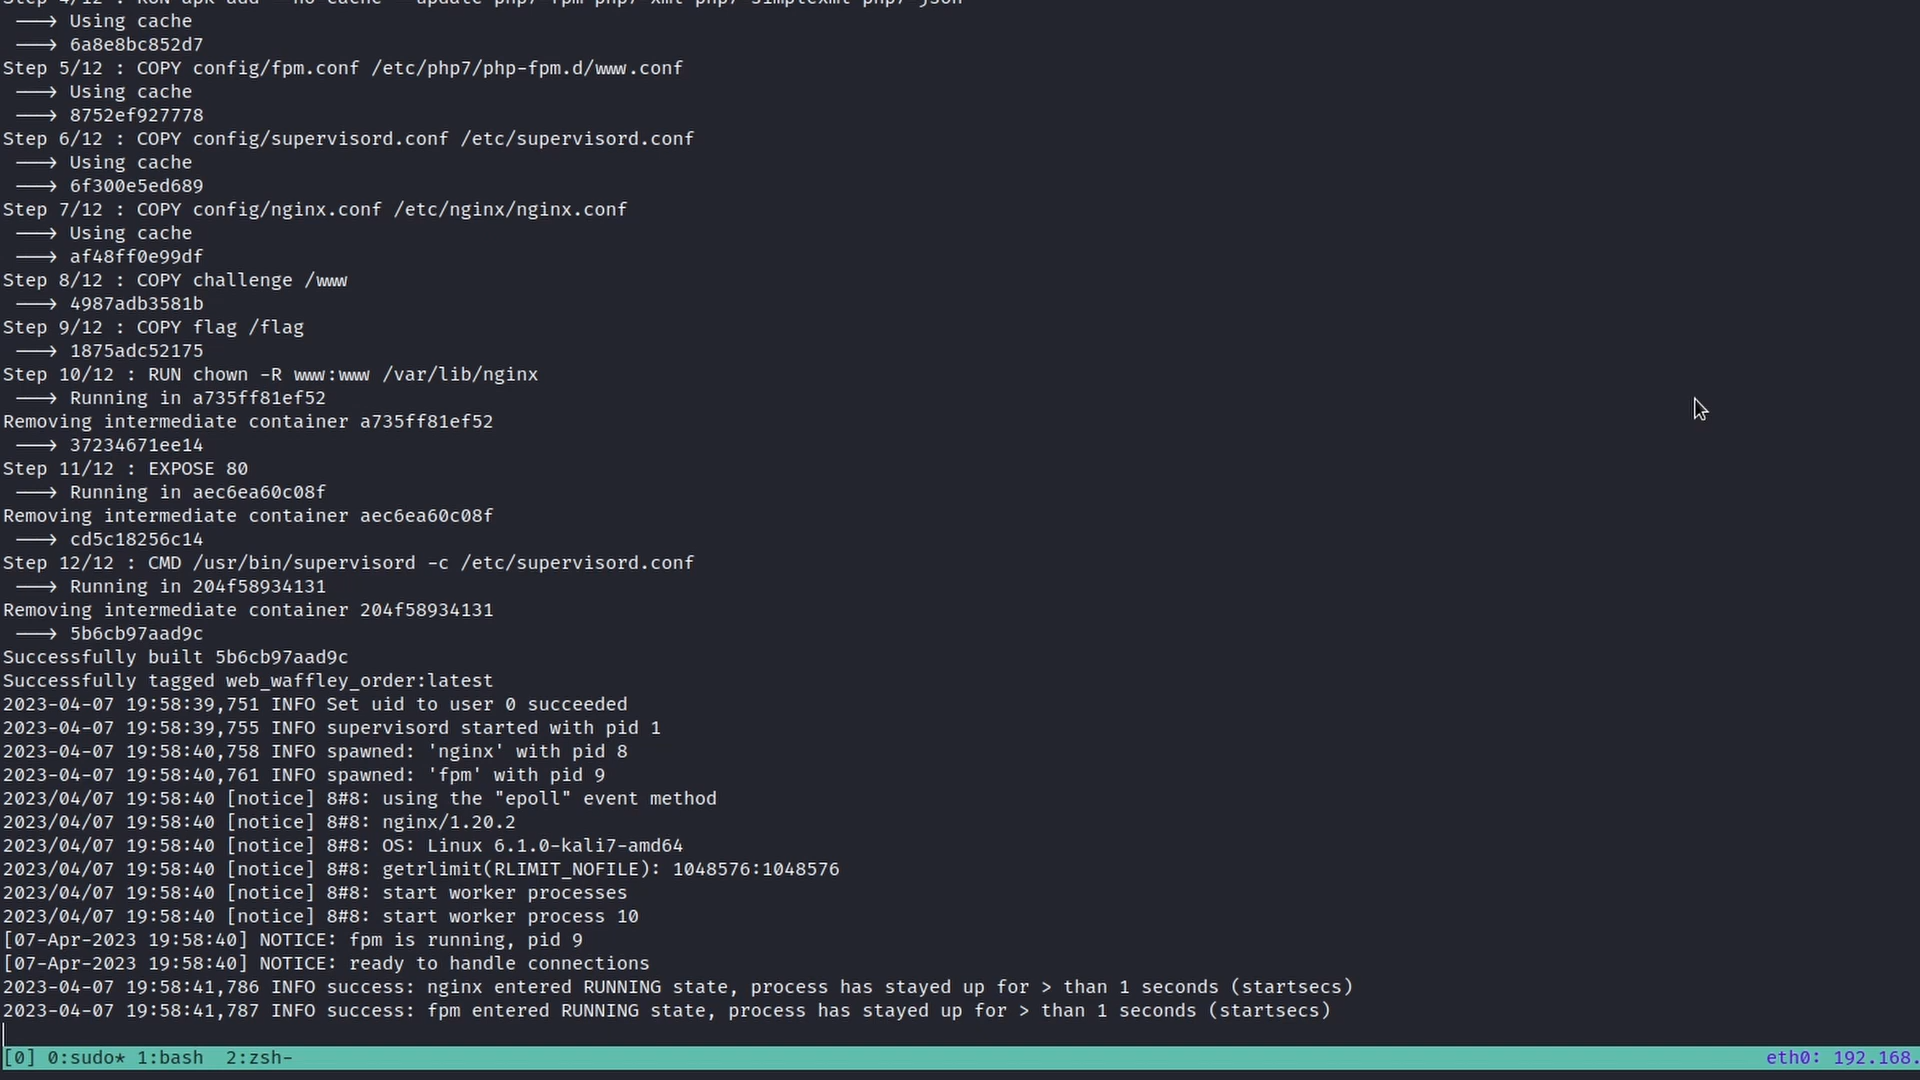 Step 4/12 : RUN apk add --no-cache --update php7-fpm php7-xml php7-simplexml php7-json
 ---> Using cache
 ---> 6a8e8bc852d7
Step 5/12 : COPY config/fpm.conf /etc/php7/php-fpm.d/www.conf
 ---> Using cache
 ---> 8752ef927778
Step 6/12 : COPY config/supervisord.conf /etc/supervisord.conf
 ---> Using cache
 ---> 6f300e5ed689
Step 7/12 : COPY config/nginx.conf /etc/nginx/nginx.conf
 ---> Using cache
 ---> af48ff0e99df
Step 8/12 : COPY challenge /www
 ---> 4987adb3581b
Step 9/12 : COPY flag /flag
 ---> 1875adc52175
Step 10/12 : RUN chown -R www:www /var/lib/nginx
 ---> Running in a735ff81ef52
Removing intermediate container a735ff81ef52
 ---> 37234671ee14
Step 11/12 : EXPOSE 80
 ---> Running in aec6ea60c08f
Removing intermediate container aec6ea60c08f
 ---> cd5c18256c14
Step 12/12 : CMD /usr/bin/supervisord -c /etc/supervisord.conf
 ---> Running in 204f58934131
Removing intermediate container 204f58934131
 ---> 5b6cb97aad9c
Successfully built 5b6cb97aad9c
Successfully tagged web_waffley_order:latest
2023-04-07 19:58:39,751 INFO Set uid to user 0 succeeded
2023-04-07 19:58:39,755 INFO supervisord started with pid 1
2023-04-07 19:58:40,758 INFO spawned: 'nginx' with pid 8
2023-04-07 19:58:40,761 INFO spawned: 'fpm' with pid 9
2023/04/07 19:58:40 [notice] 8#8: using the "epoll" event method
2023/04/07 19:58:40 [notice] 8#8: nginx/1.20.2
2023/04/07 19:58:40 [notice] 8#8: OS: Linux 6.1.0-kali7-amd64
2023/04/07 19:58:40 [notice] 8#8: getrlimit(RLIMIT_NOFILE): 1048576:1048576
2023/04/07 19:58:40 [notice] 8#8: start worker processes
2023/04/07 19:58:40 [notice] 8#8: start worker process 10
[07-Apr-2023 19:58:40] NOTICE: fpm is running, pid 9
[07-Apr-2023 19:58:40] NOTICE: ready to handle connections
2023-04-07 19:58:41,786 INFO success: nginx entered RUNNING state, process has stayed up for > than 1 seconds (startsecs)
2023-04-07 19:58:41,787 INFO success: fpm entered RUNNING state, process has stayed up for > than 1 seconds (startsecs)
[0] 0:sudo* 1:bash  2:zsh- eth0: 192.168.